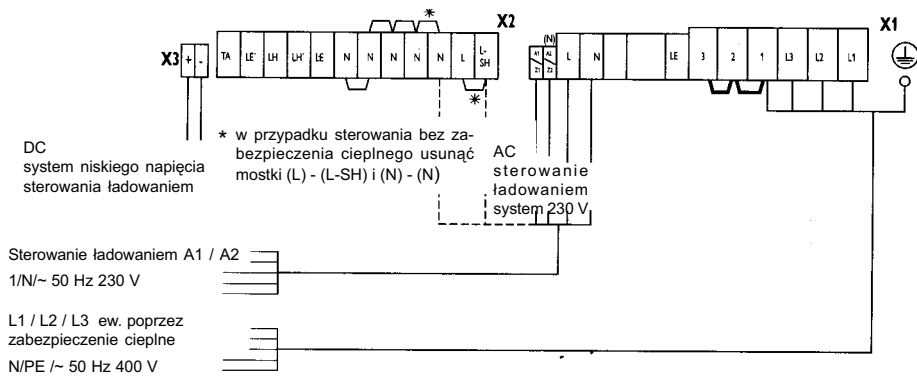 X3
+ -
TA LE' LH LH' LE N N N N N L L-SH
*
X2
*
(N)
A1 A2
Z1 Z2
L N LE 3 2 1 L3 L2 L1
X1
DC
system niskiego napięcia
sterowania ładowaniem
* w przypadku sterowania bez za-
bezpieczenia cieplnego usunąć
mostki (L) - (L-SH) i (N) - (N)
AC
sterowanie
ładowaniem
system 230 V
Sterowanie ładowaniem A1 / A2
1/N/~ 50 Hz 230 V
L1 / L2 / L3 ew. poprzez
zabezpieczenie cieplne
N/PE /~ 50 Hz 400 V